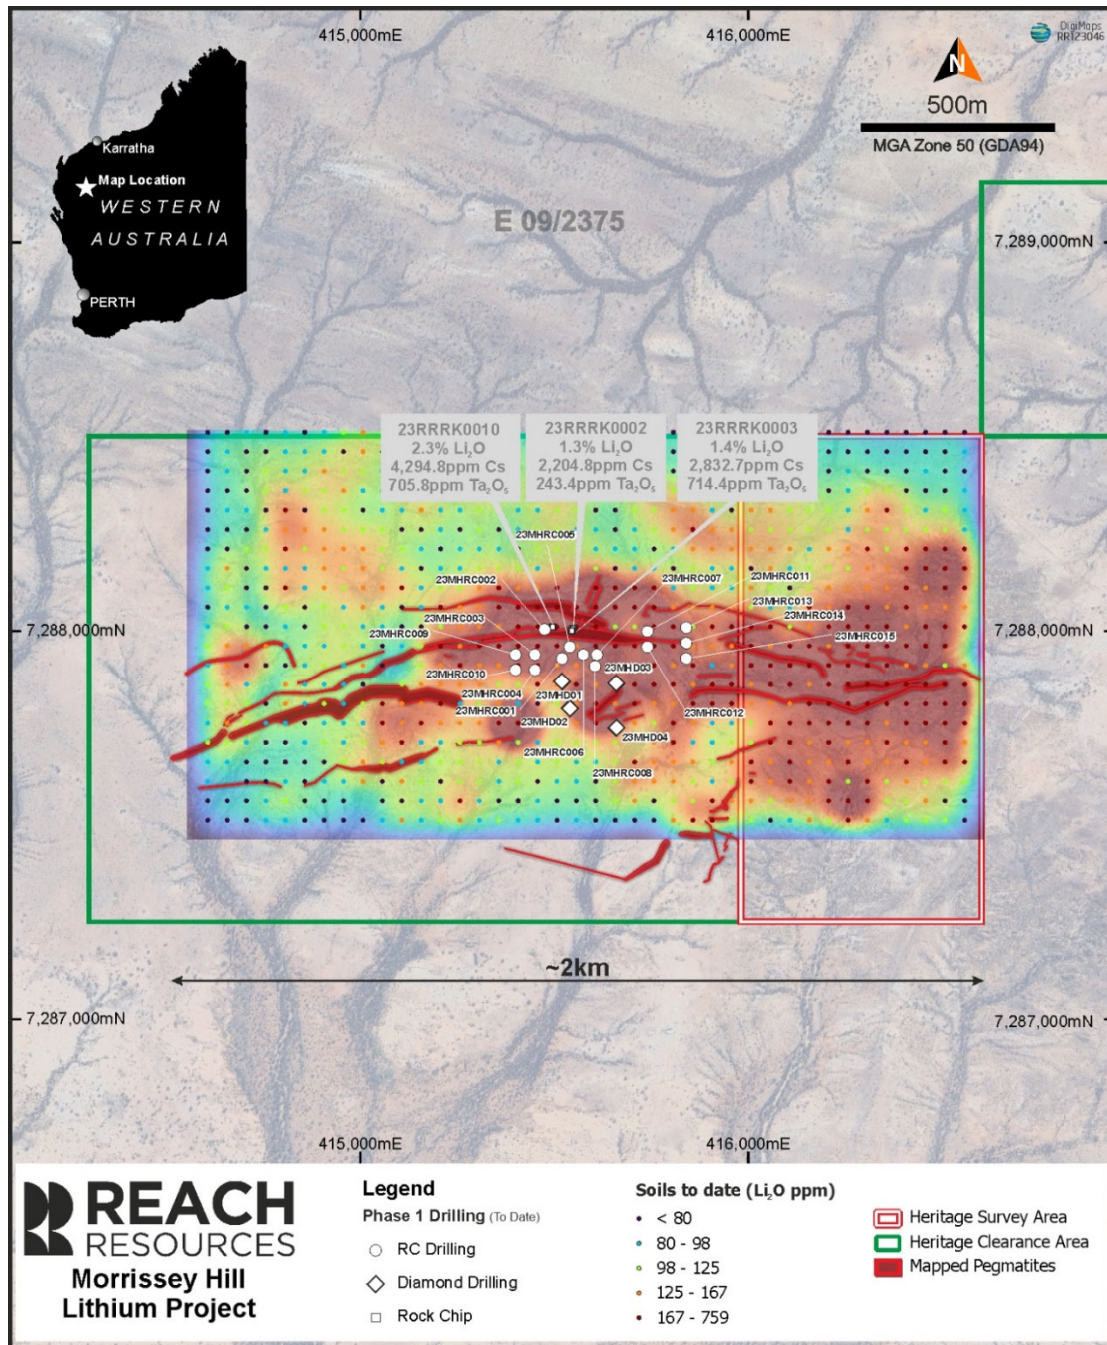 415,000mE
416,000mE
DigiMaps
RR123046
N
500m
MGA Zone 50 (GDA94)
Karratha
Map Location
WESTERN
AUSTRALIA
PERTH
E 09/2375
7,289,000mN
23RRRK0010
2.3% Li₂O
4,294.8ppm Cs
705.8ppm Ta₂O₅
23RRRK0002
1.3% Li₂O
2,204.8ppm Cs
243.4ppm Ta₂O₅
23RRRK0003
1.4% Li₂O
2,832.7ppm Cs
714.4ppm Ta₂O₅
23MHRC005
23MHRC002
23MHRC007
23MHRC011
23MHRC003
23MHRC013
23MHRC014
7,288,000mN
23MHRC009
7,288,000mN
23MHRC015
23MHRC010
23MHD03
23MHRC004
23MHD01
23MHRC001
23MHRC012
23MHD02
23MHD04
23MHRC006
23MHRC008
~2km
7,287,000mN
7,287,000mN
415,000mE
416,000mE
REACH
RESOURCES
Morrissey Hill
Lithium Project
Legend
Phase 1 Drilling (To Date)
RC Drilling
Diamond Drilling
Rock Chip
Soils to date (Li₂O ppm)
< 80
80 - 98
98 - 125
125 - 167
167 - 759
Heritage Survey Area
Heritage Clearance Area
Mapped Pegmatites